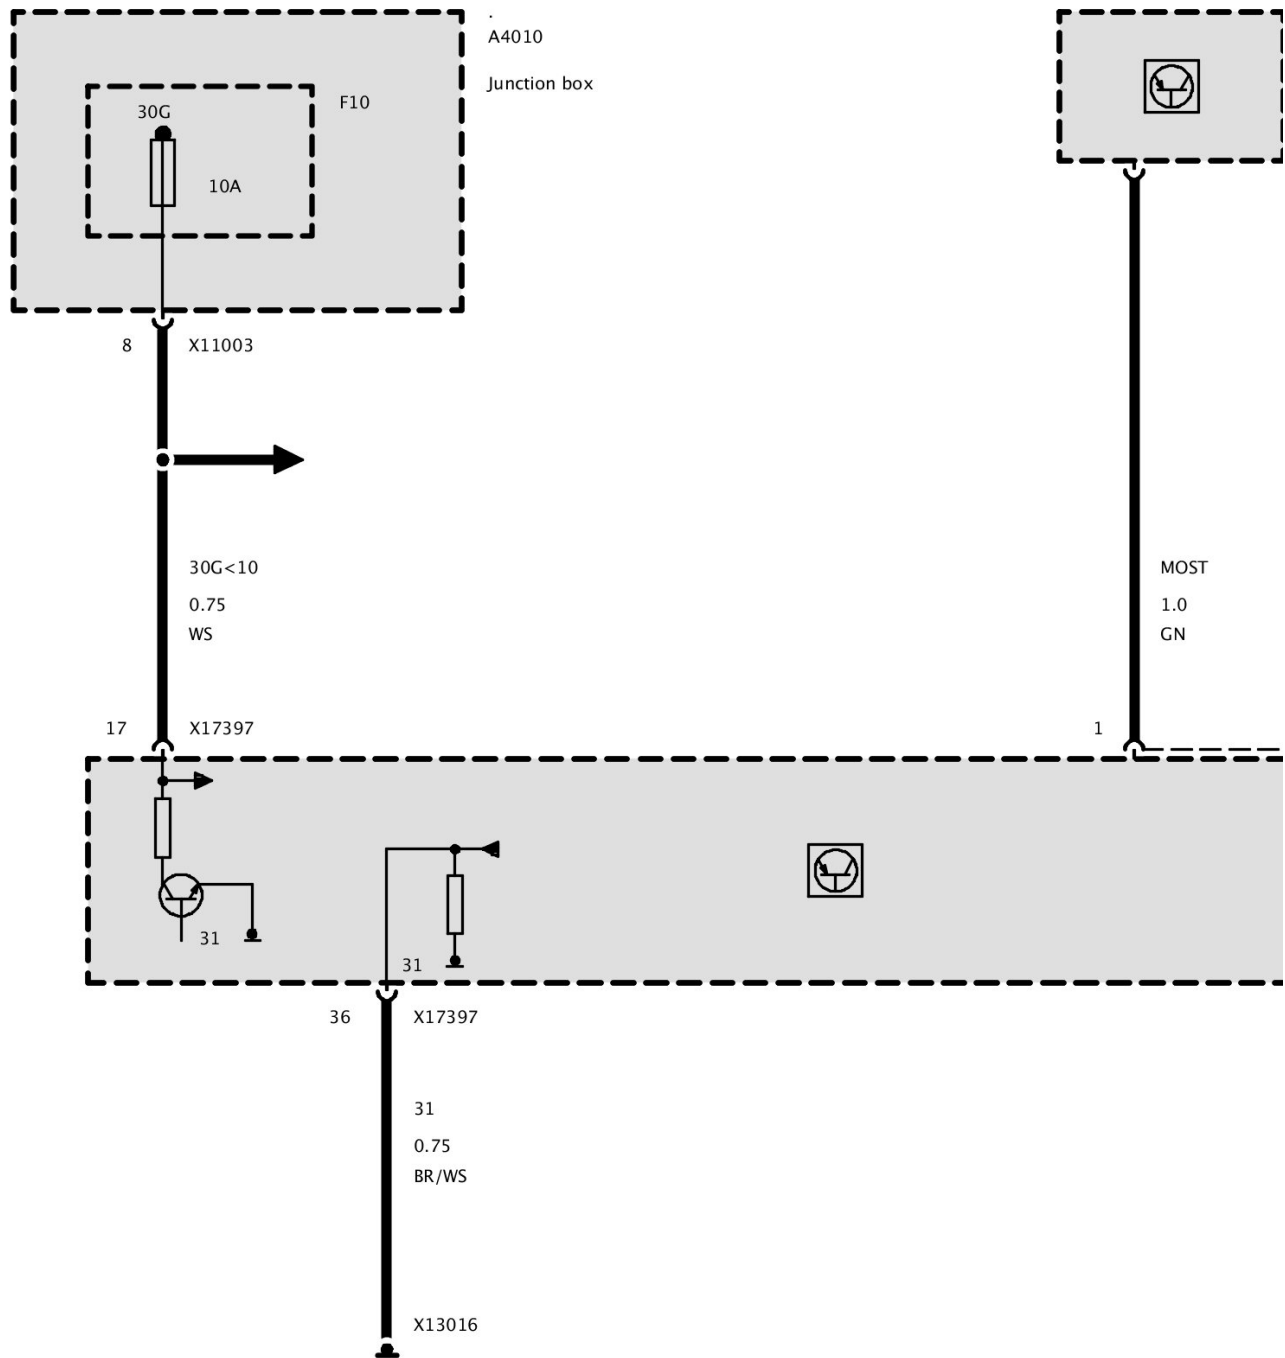 .
A4010
Junction box
F10
30G
10A
8 X11003
30G<10
0.75
WS
MOST
1.0
GN
17 X17397
1
31
31
36 X17397
31
0.75
BR/WS
X13016